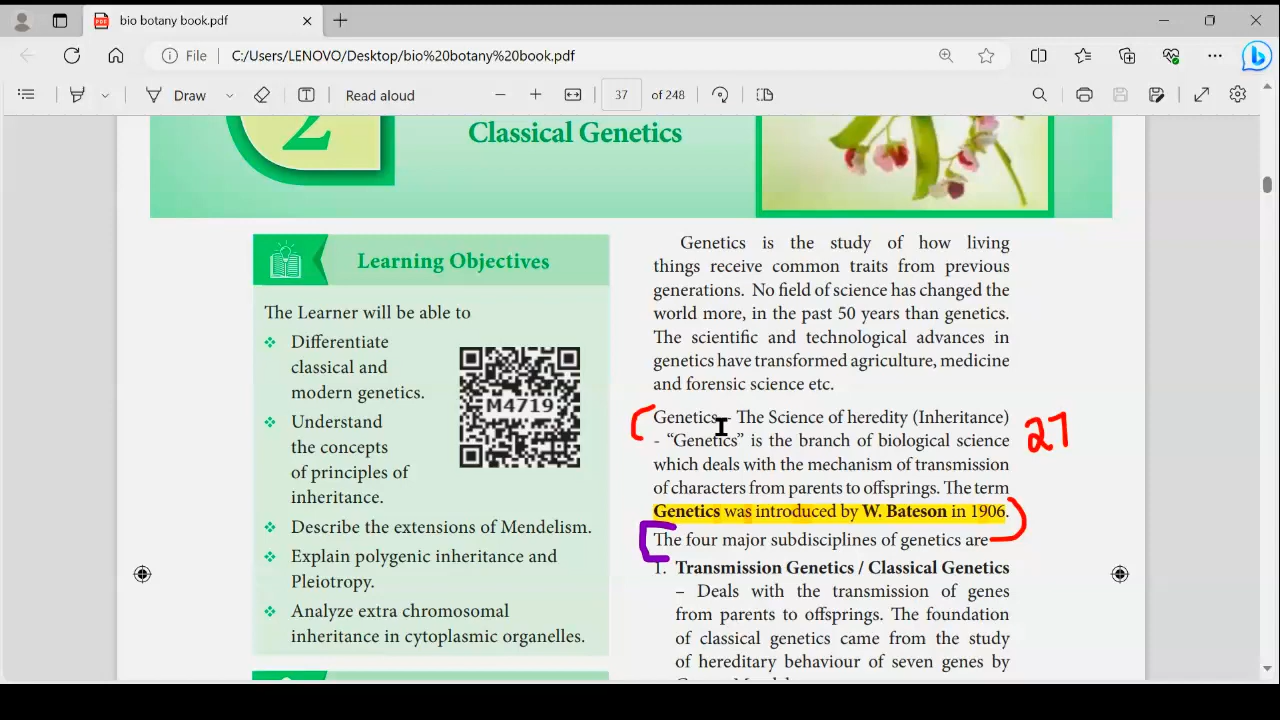 bio botany book.pdf
File C:/Users/LENOVO/Desktop/bio%20botany%20book.pdf
Draw Read aloud 37 of 248
2
Classical Genetics
Learning Objectives
The Learner will be able to
Differentiate
classical and
modern genetics.
Understand
the concepts
of principles of
inheritance.
Describe the extensions of Mendelism.
Explain polygenic inheritance and
Pleiotropy.
Analyze extra chromosomal
inheritance in cytoplasmic organelles.
M4719
Genetics is the study of how living
things receive common traits from previous
generations. No field of science has changed the
world more, in the past 50 years than genetics.
The scientific and technological advances in
genetics have transformed agriculture, medicine
and forensic science etc.
Genetics – The Science of heredity (Inheritance)
- “Genetics” is the branch of biological science
which deals with the mechanism of transmission
of characters from parents to offsprings. The term
Genetics was introduced by W. Bateson in 1906.
27
The four major subdisciplines of genetics are
1. Transmission Genetics / Classical Genetics
– Deals with the transmission of genes
from parents to offsprings. The foundation
of classical genetics came from the study
of hereditary behaviour of seven genes by